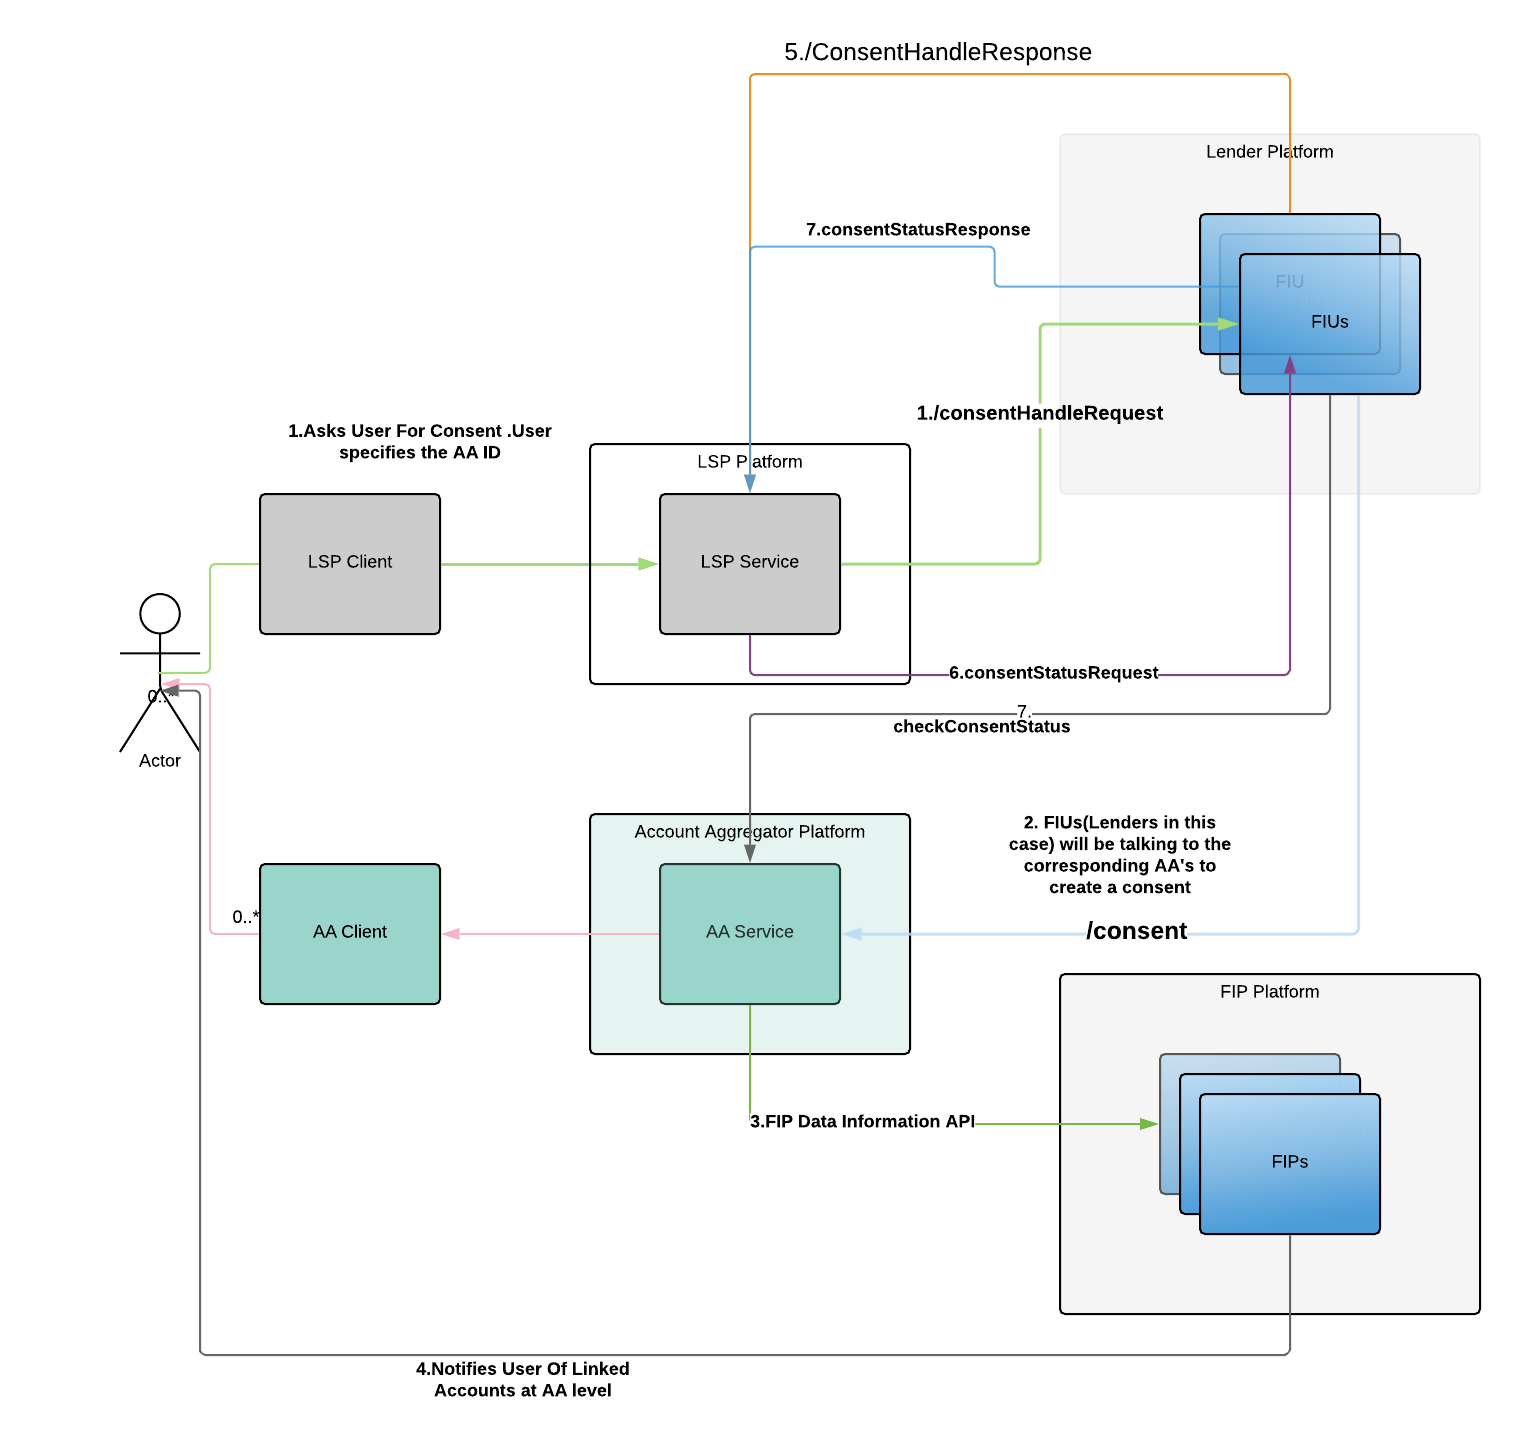 5./ConsentHandleResponse
Lender Platform
7.consentStatusResponse
FIU
FIUs
1./consentHandleRequest
1.Asks User For Consent .User
specifies the AA ID
LSP Platform
LSP Client
LSP Service
6.consentStatusRequest
0..*
7.
checkConsentStatus
Actor
2. FIUs(Lenders in this
case) will be talking to the
corresponding AA's to
create a consent
Account Aggregator Platform
0..*
AA Client
AA Service
/consent
FIP Platform
3.FIP Data Information API
FIPs
4.Notifies User Of Linked
Accounts at AA level